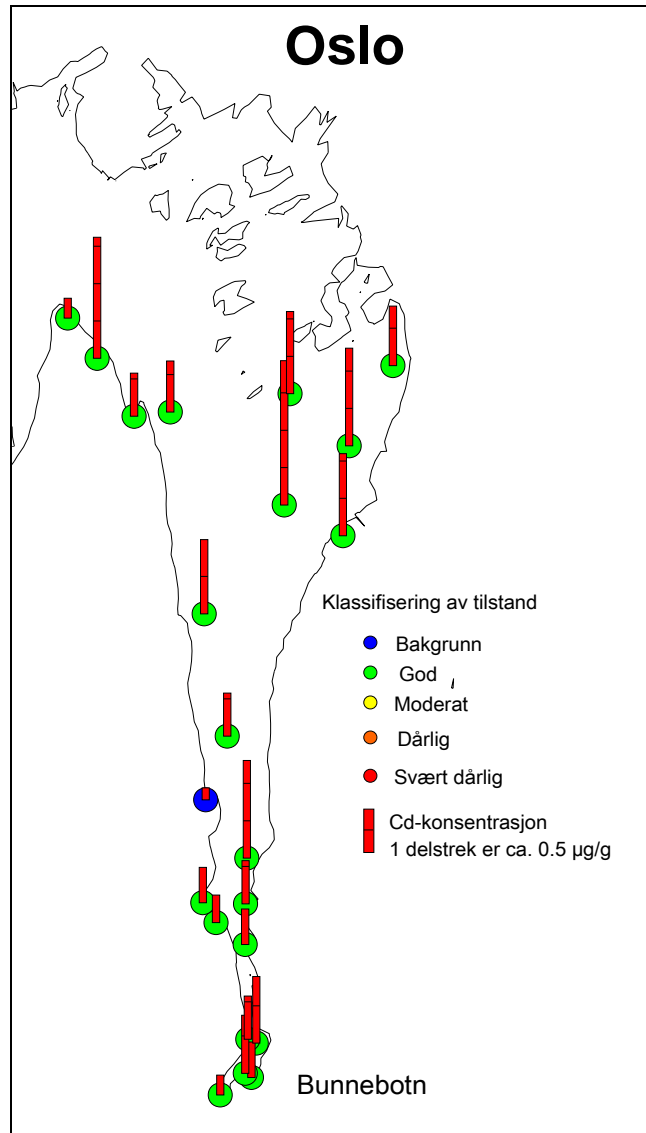 Oslo
Klassifisering av tilstand
Bakgrunn
God
Moderat
Dårlig
Svært dårlig
Cd-konsentrasjon
1 delstrek er ca. 0.5 µg/g
Bunnebotn